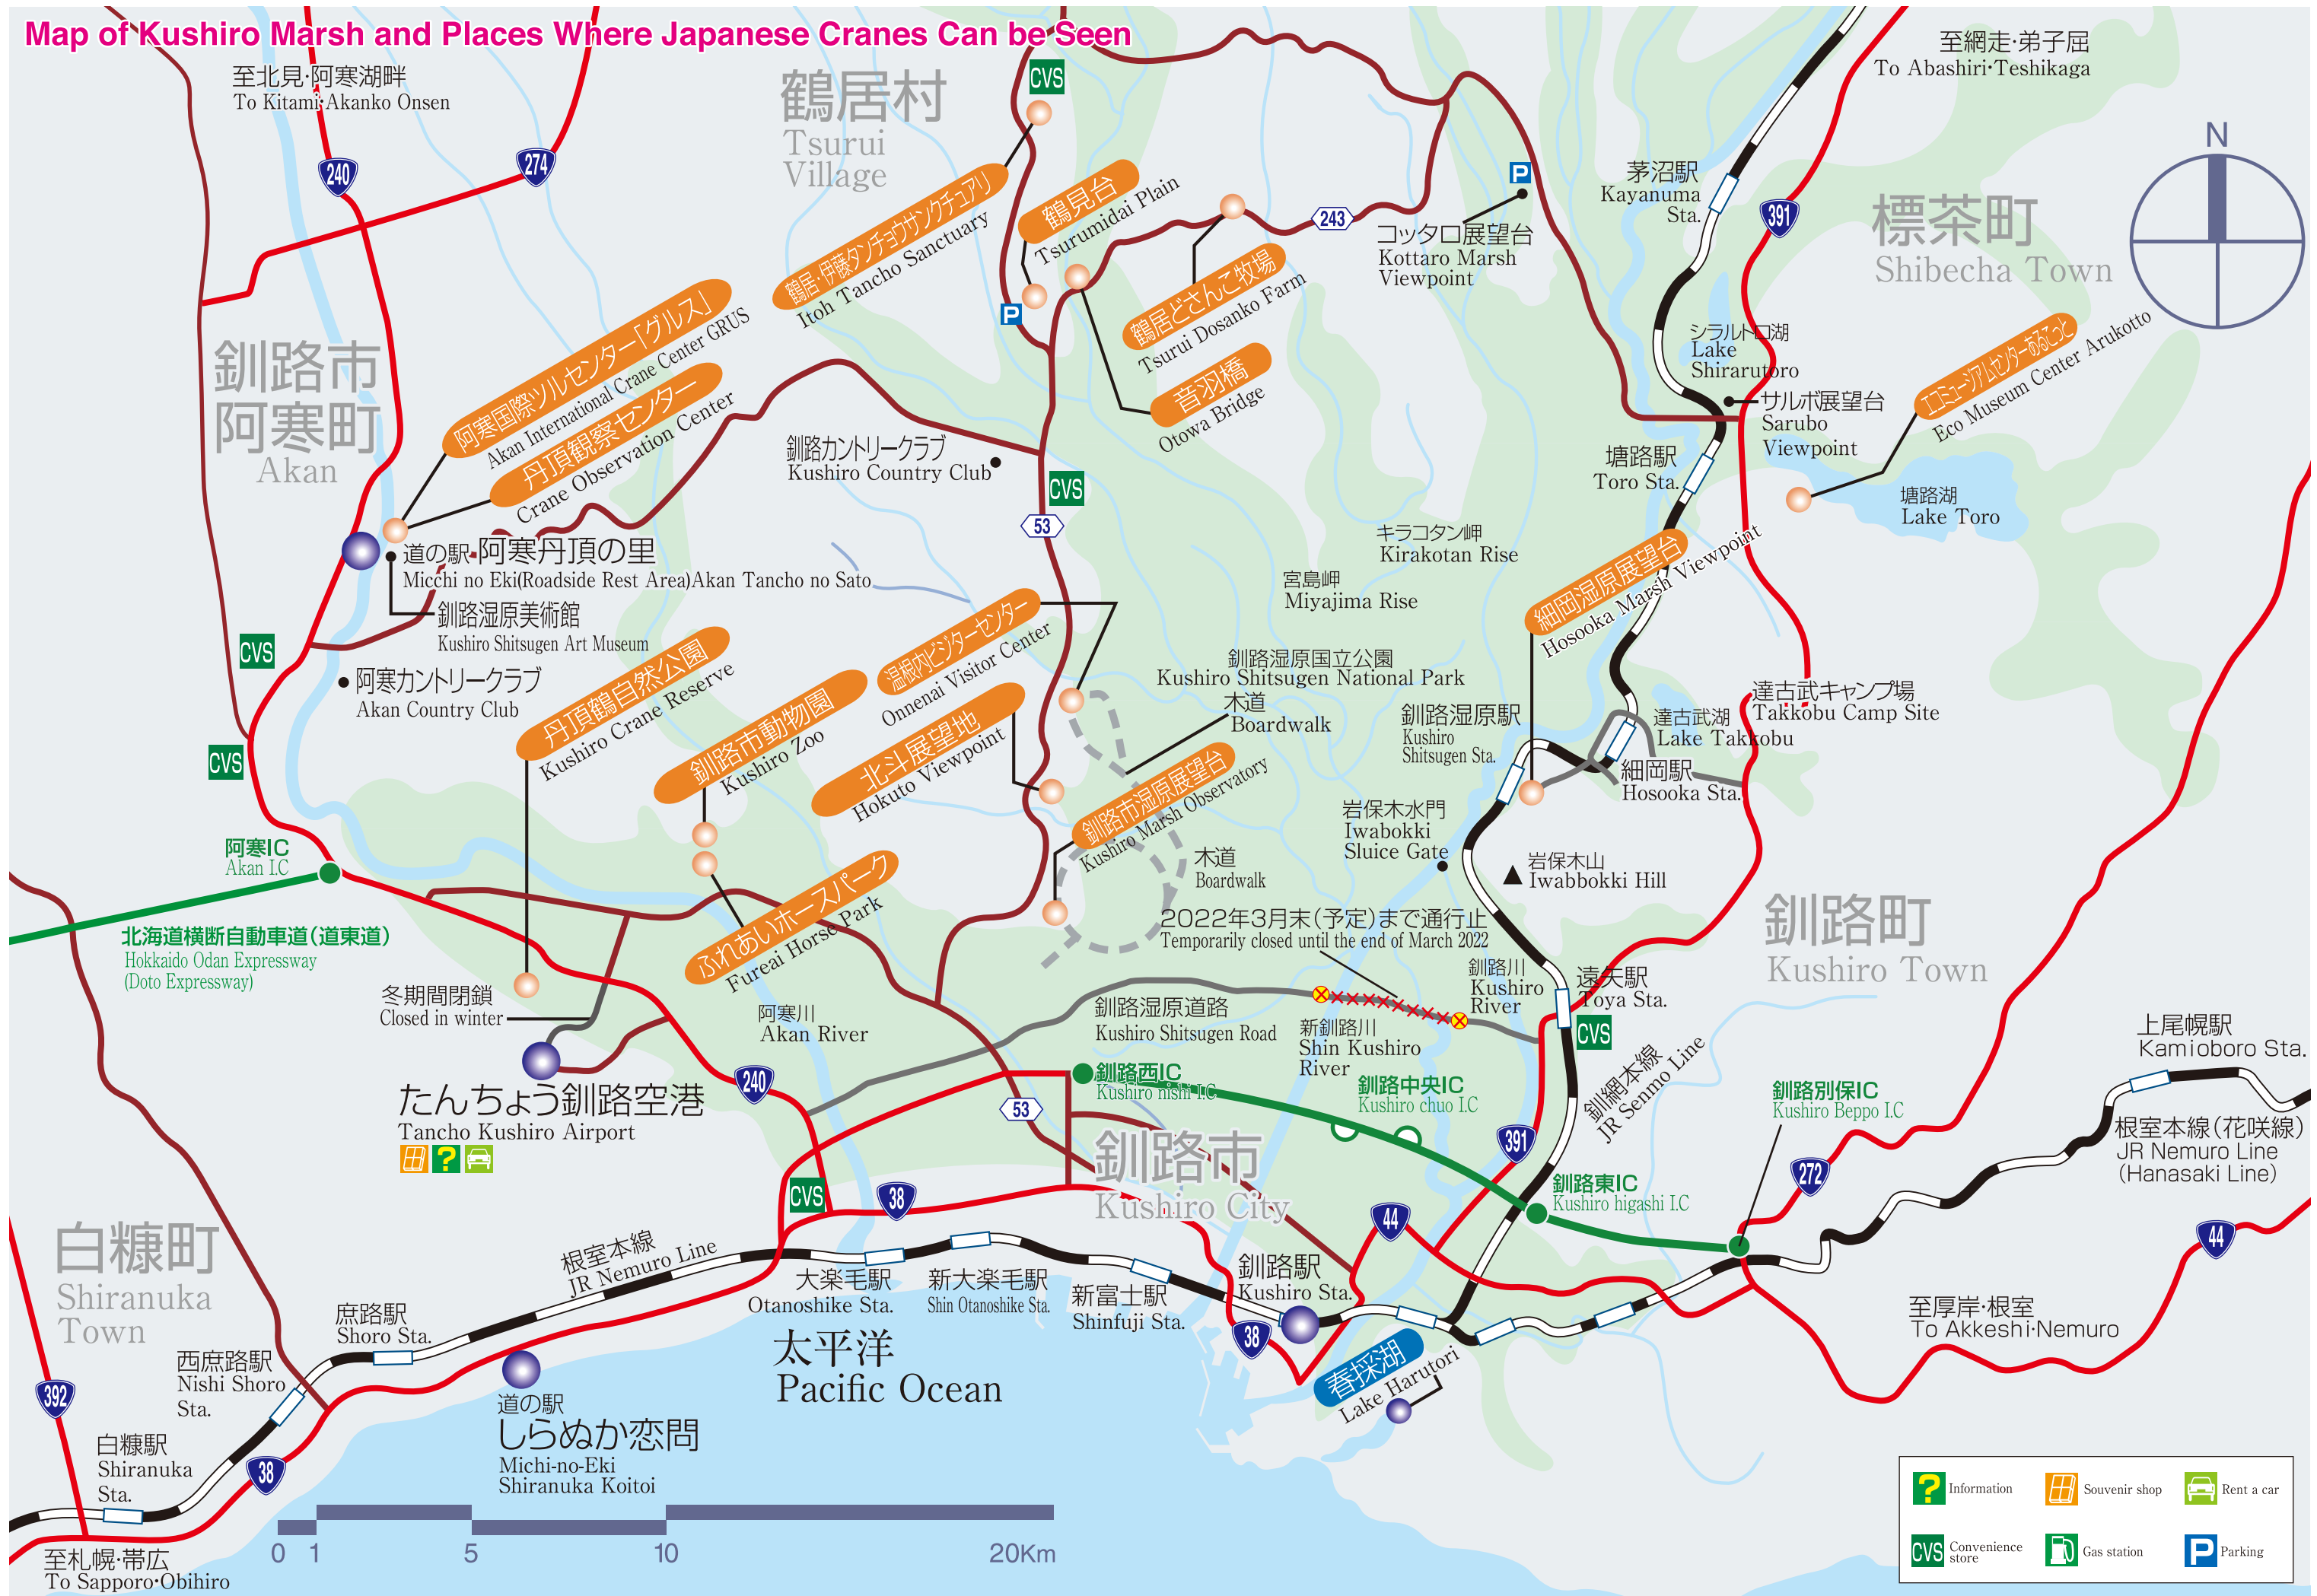 Map of Kushiro Marsh and Places Where Japanese Cranes Can be Seen
至北見・阿寒湖畔
To Kitami・Akanko Onsen
240
274
鶴居村
Tsurui
Village
CVS
至網走・弟子屈
To Abashiri・Teshikaga
N
標茶町
Shibecha Town
391
茅沼駅
Kayanuma
Sta.
P
コッタロ展望台
Kottaro Marsh
Viewpoint
243
鶴居・伊藤タンチョウサンクチュアリ
Itoh Tancho Sanctuary
鶴見台
Tsurumidai Plain
P
鶴居どさんこ牧場
Tsurui Dosanko Farm
音羽橋
Otowa Bridge
釧路市
阿寒町
Akan
阿寒国際ツルセンター「グルス」
Akan International Crane Center GRUS
丹頂観察センター
Crane Observation Center
シラルトロ湖
Lake
Shirarutoro
サルボ展望台
Sarubo
Viewpoint
エコミュージアムセンターあるこっと
Eco Museum Center Arukotto
塘路駅
Toro Sta.
塘路湖
Lake Toro
釧路カントリークラブ
Kushiro Country Club
CVS
53
キラコタン岬
Kirakotan Rise
宮島岬
Miyajima Rise
細岡湿原展望台
Hosooka Marsh Viewpoint
道の駅・阿寒丹頂の里
Micchi no Eki(Roadside Rest Area)Akan Tancho no Sato
釧路湿原美術館
Kushiro Shitsugen Art Museum
CVS
阿寒カントリークラブ
Akan Country Club
CVS
丹頂鶴自然公園
Kushiro Crane Reserve
釧路市動物園
Kushiro Zoo
温根内ビジターセンター
Onnenai Visitor Center
北斗展望地
Hokuto Viewpoint
釧路湿原国立公園
Kushiro Shitsugen National Park
木道
Boardwalk
釧路市湿原展望台
Kushiro Marsh Observatory
木道
Boardwalk
釧路湿原駅
Kushiro
Shitsugen Sta.
達古武キャンプ場
Takkobu Camp Site
達古武湖
Lake Takkobu
細岡駅
Hosooka Sta.
岩保木水門
Iwabokki
Sluice Gate
岩保木山
Iwabbokki Hill
阿寒IC
Akan I.C
北海道横断自動車道(道東道)
Hokkaido Odan Expressway
(Doto Expressway)
ふれあいホースパーク
Fureai Horse Park
冬期間閉鎖
Closed in winter
阿寒川
Akan River
2022年3月末(予定)まで通行止
Temporarily closed until the end of March 2022
釧路町
Kushiro Town
釧路川
Kushiro
River
遠矢駅
Toya Sta.
CVS
釧路湿原道路
Kushiro Shitsugen Road
新釧路川
Shin Kushiro
River
釧網本線
JR Senmo Line
上尾幌駅
Kamioboro Sta.
たんちょう釧路空港
Tancho Kushiro Airport
?
240
53
釧路西IC
Kushiro nishi I.C
釧路中央IC
Kushiro chuo I.C
釧路別保IC
Kushiro Beppo I.C
391
272
根室本線(花咲線)
JR Nemuro Line
(Hanasaki Line)
釧路市
Kushiro City
CVS
38
44
釧路東IC
Kushiro higashi I.C
44
白糠町
Shiranuka
Town
根室本線
JR Nemuro Line
大楽毛駅
Otanoshike Sta.
新大楽毛駅
Shin Otanoshike Sta.
新富士駅
Shinfuji Sta.
釧路駅
Kushiro Sta.
38
春採湖
Lake Harutori
至厚岸・根室
To Akkeshi・Nemuro
庶路駅
Shoro Sta.
西庶路駅
Nishi Shoro
Sta.
392
太平洋
Pacific Ocean
道の駅
しらぬか恋問
Michi-no-Eki
Shiranuka Koitoi
白糠駅
Shiranuka
Sta.
38
至札幌・帯広
To Sapporo・Obihiro
0 1 5 10 20Km
? Information
Souvenir shop
Rent a car
CVS Convenience
store
Gas station
P Parking